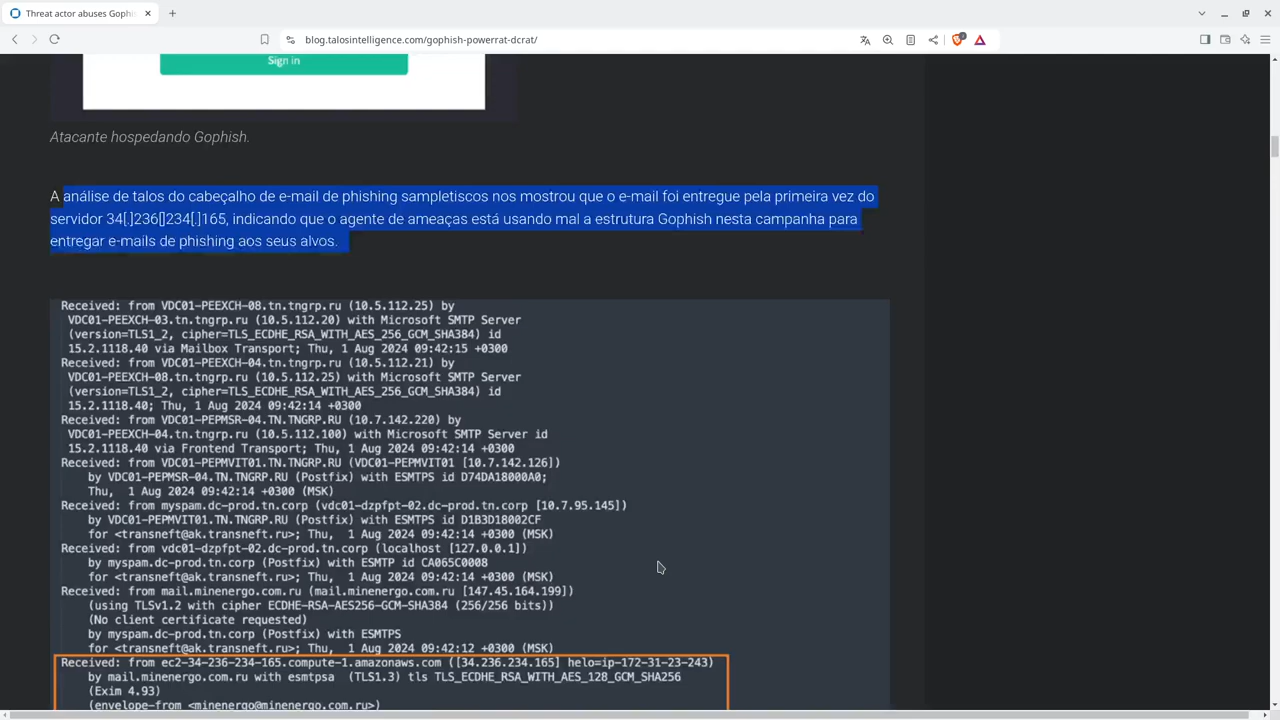 Threat actor abuses Gophi
blog.talosintelligence.com/gophish-powerrat-dcrat/
Sign in
Atacante hospedando Gophish.
A análise de talos do cabeçalho de e-mail de phishing sampletiscos nos mostrou que o e-mail foi entregue pela primeira vez do
servidor 34[.]236[]234[.]165, indicando que o agente de ameaças está usando mal a estrutura Gophish nesta campanha para
entregar e-mails de phishing aos seus alvos.
Received: from VDC01-PEEXCH-08.tn.tngrp.ru (10.5.112.25) by
VDC01-PEEXCH-03.tn.tngrp.ru (10.5.112.20) with Microsoft SMTP Server
(version=TLS1_2, cipher=TLS_ECDHE_RSA_WITH_AES_256_GCM_SHA384) id
15.2.1118.40 via Mailbox Transport; Thu, 1 Aug 2024 09:42:15 +0300
Received: from VDC01-PEEXCH-04.tn.tngrp.ru (10.5.112.21) by
VDC01-PEEXCH-08.tn.tngrp.ru (10.5.112.25) with Microsoft SMTP Server
(version=TLS1_2, cipher=TLS_ECDHE_RSA_WITH_AES_256_GCM_SHA384) id
15.2.1118.40; Thu, 1 Aug 2024 09:42:14 +0300
Received: from VDC01-PEPMSR-04.TN.TNGRP.RU (10.7.142.220) by
VDC01-PEEXCH-04.tn.tngrp.ru (10.5.112.100) with Microsoft SMTP Server id
15.2.1118.40 via Frontend Transport; Thu, 1 Aug 2024 09:42:14 +0300
Received: from VDC01-PEPMVIT01.TN.TNGRP.RU (VDC01-PEPMVIT01 [10.7.142.126])
by VDC01-PEPMSR-04.TN.TNGRP.RU (Postfix) with ESMTPS id D74DA18000A0;
Thu, 1 Aug 2024 09:42:14 +0300 (MSK)
Received: from myspam.dc-prod.tn.corp (vdc01-dzpfpt-02.dc-prod.tn.corp [10.7.95.145])
by VDC01-PEPMVIT01.TN.TNGRP.RU (Postfix) with ESMTPS id D1B3D18002CF
for <transneft@ak.transneft.ru>; Thu, 1 Aug 2024 09:42:14 +0300 (MSK)
Received: from vdc01-dzpfpt-02.dc-prod.tn.corp (localhost [127.0.0.1])
by myspam.dc-prod.tn.corp (Postfix) with ESMTP id CA065C0008
for <transneft@ak.transneft.ru>; Thu, 1 Aug 2024 09:42:14 +0300 (MSK)
Received: from mail.minenergo.com.ru (mail.minenergo.com.ru [147.45.164.199])
(using TLSv1.2 with cipher ECDHE-RSA-AES256-GCM-SHA384 (256/256 bits))
(No client certificate requested)
by myspam.dc-prod.tn.corp (Postfix) with ESMTPS
for <transneft@ak.transneft.ru>; Thu, 1 Aug 2024 09:42:12 +0300 (MSK)
Received: from ec2-34-236-234-165.compute-1.amazonaws.com ([34.236.234.165] helo=ip-172-31-23-243)
by mail.minenergo.com.ru with esmtpsa (TLS1.3) tls TLS_ECDHE_RSA_WITH_AES_128_GCM_SHA256
(Exim 4.93)
(envelope-from <minenergo@minenergo.com.ru>)